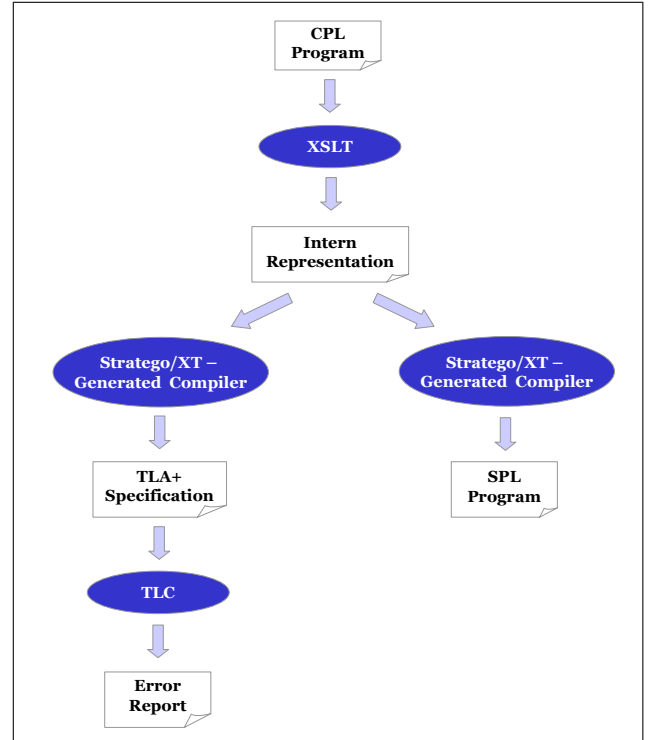 CPL
Program
XSLT
Intern
Representation
Stratego/XT –
Generated Compiler
Stratego/XT –
Generated Compiler
TLA+
Specification
SPL
Program
TLC
Error
Report